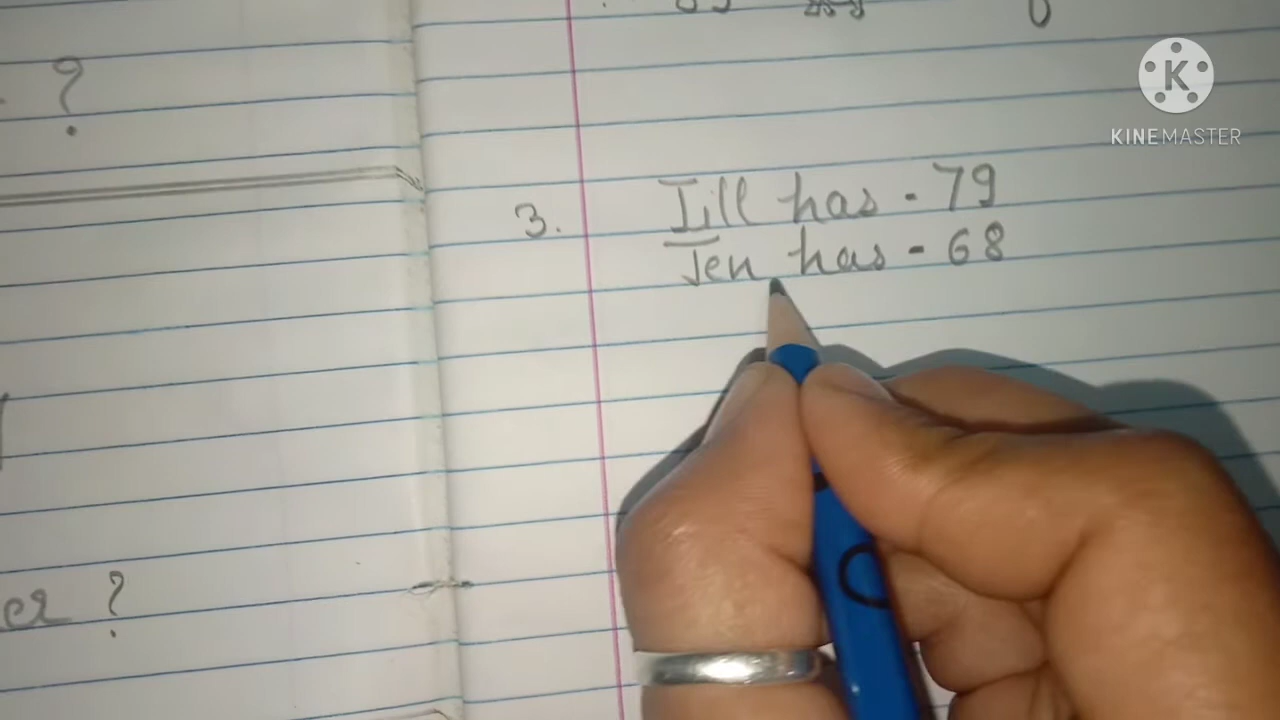 ?
K
KINEMASTER
3. Jill has - 79
Jen has - 68
er ?